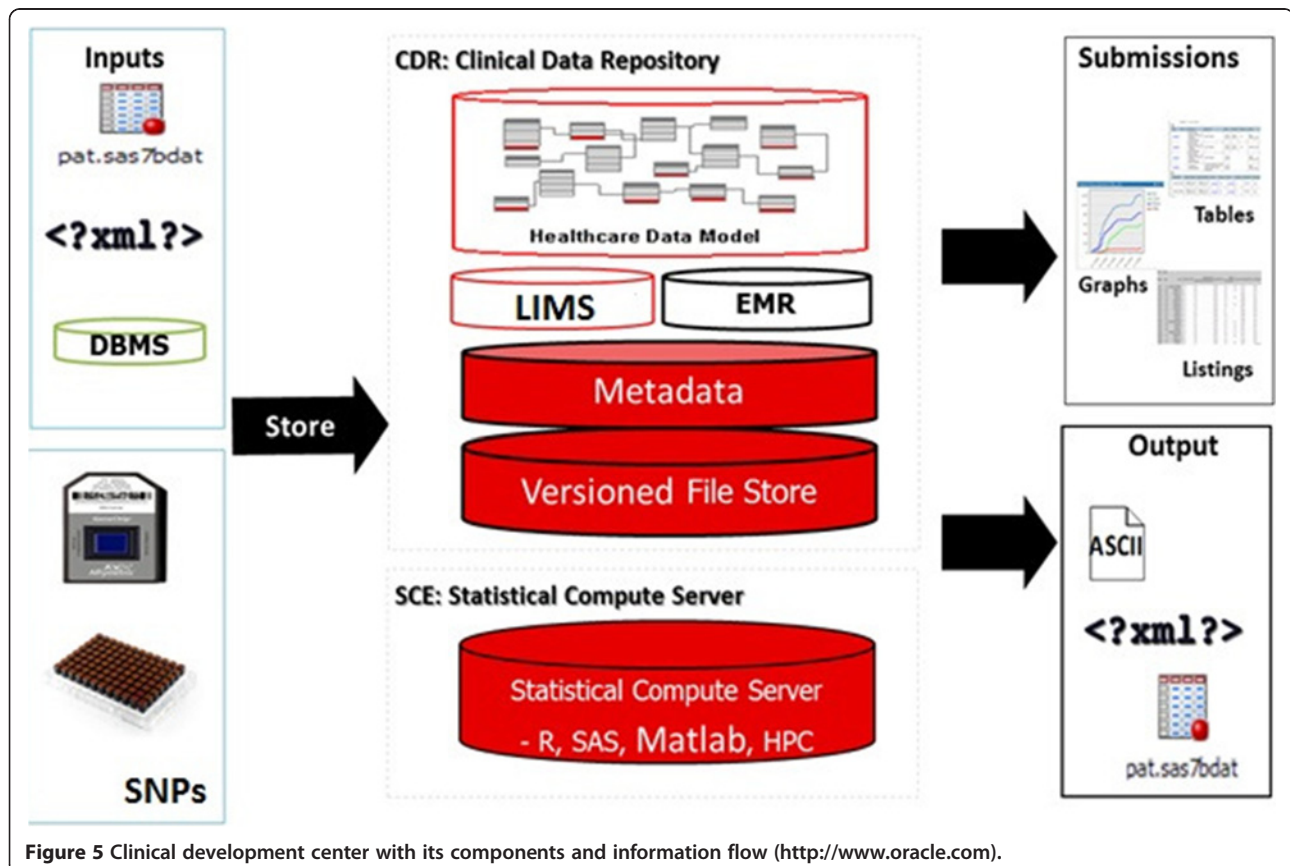 Inputs
pat.sas7bdat
<?xml?>
DBMS
SNPs
Store
CDR: Clinical Data Repository
Healthcare Data Model
LIMS
EMR
Metadata
Versioned File Store
SCE: Statistical Compute Server
Statistical Compute Server
- R, SAS, Matlab, HPC
Submissions
Tables
Graphs
Listings
Output
ASCII
<?xml?>
pat.sas7bdat
Figure 5 Clinical development center with its components and information flow (http://www.oracle.com).